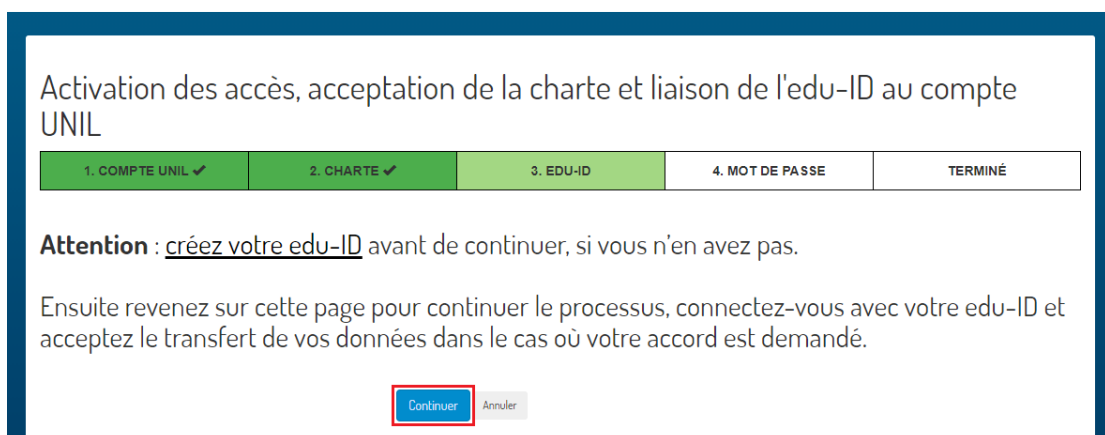 Activation des accès, acceptation de la charte et liaison de l'edu-ID au compte
UNIL
1. COMPTE UNIL ✔ 2. CHARTE ✔ 3. EDU-ID 4. MOT DE PASSE TERMINÉ
Attention : créez votre edu-ID avant de continuer, si vous n'en avez pas.
Ensuite revenez sur cette page pour continuer le processus, connectez-vous avec votre edu-ID et
acceptez le transfert de vos données dans le cas où votre accord est demandé.
Continuer Annuler